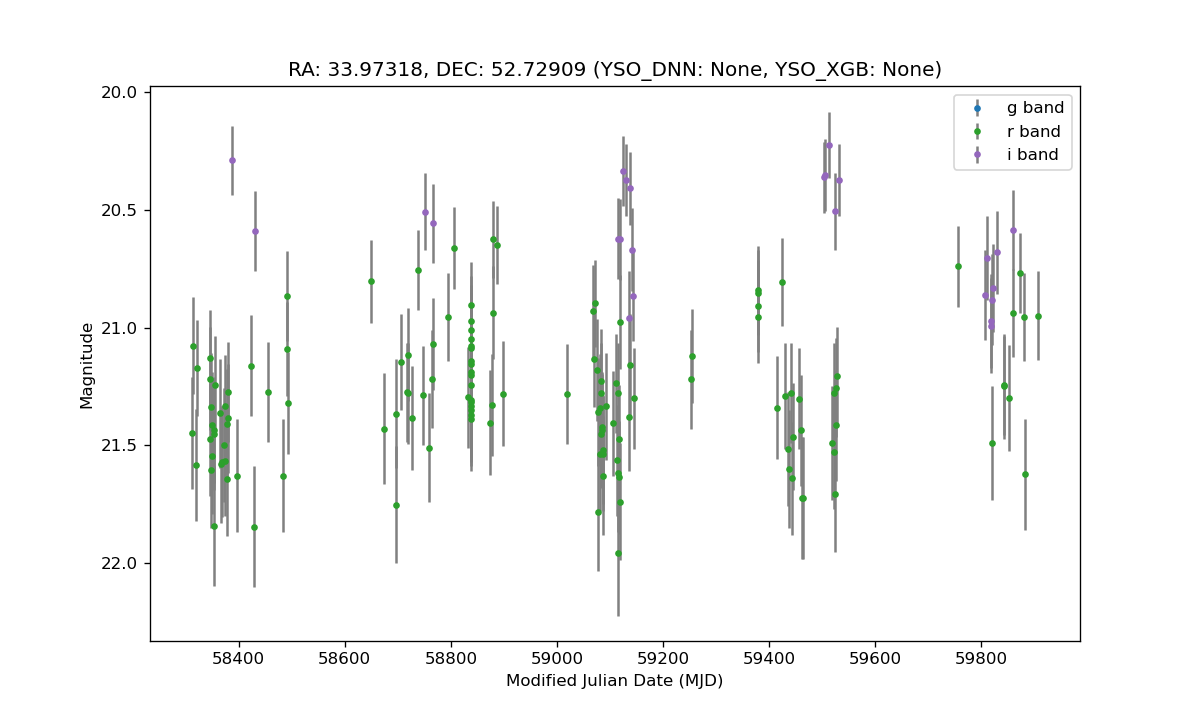 RA: 33.97318, DEC: 52.72909 (YSO_DNN: None, YSO_XGB: None)
g band
r band
i band
20.0
20.5
21.0
21.5
22.0
Magnitude
58400 58600 58800 59000 59200 59400 59600 59800
Modified Julian Date (MJD)